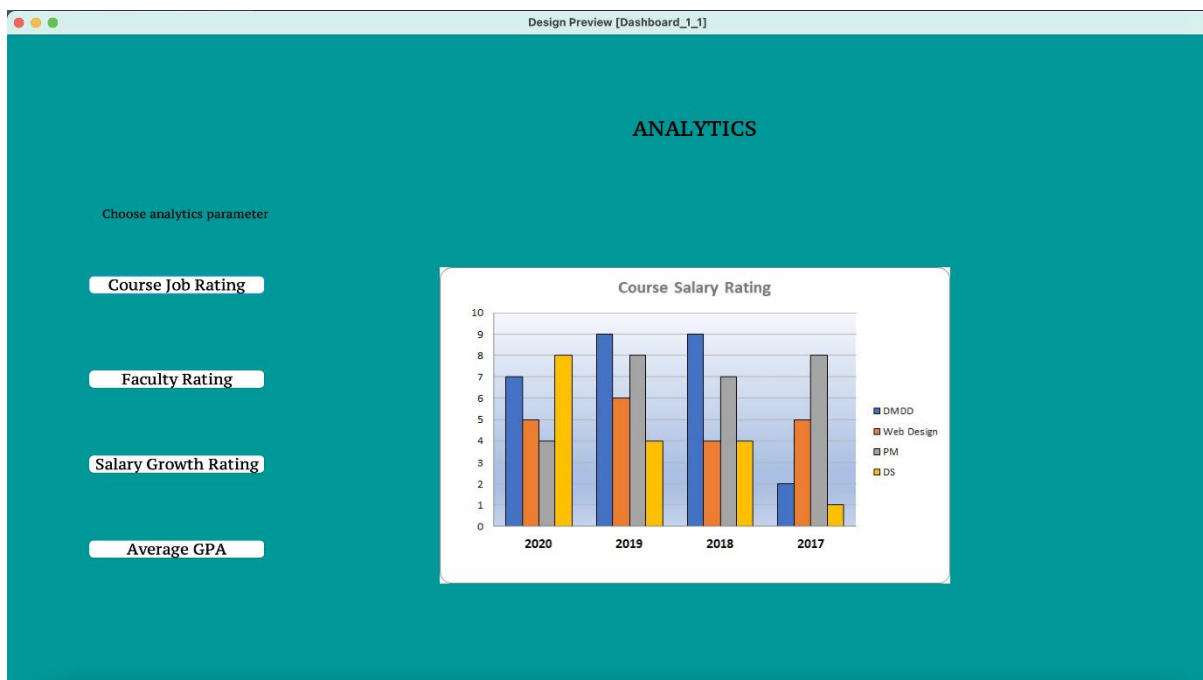 Design Preview [Dashboard_1_1]
ANALYTICS
Choose analytics parameter
Course Job Rating
Faculty Rating
Salary Growth Rating
Average GPA
Course Salary Rating
10
9
8
7
6
5
4
3
2
1
0
2020 2019 2018 2017
DMDD
Web Design
PM
DS